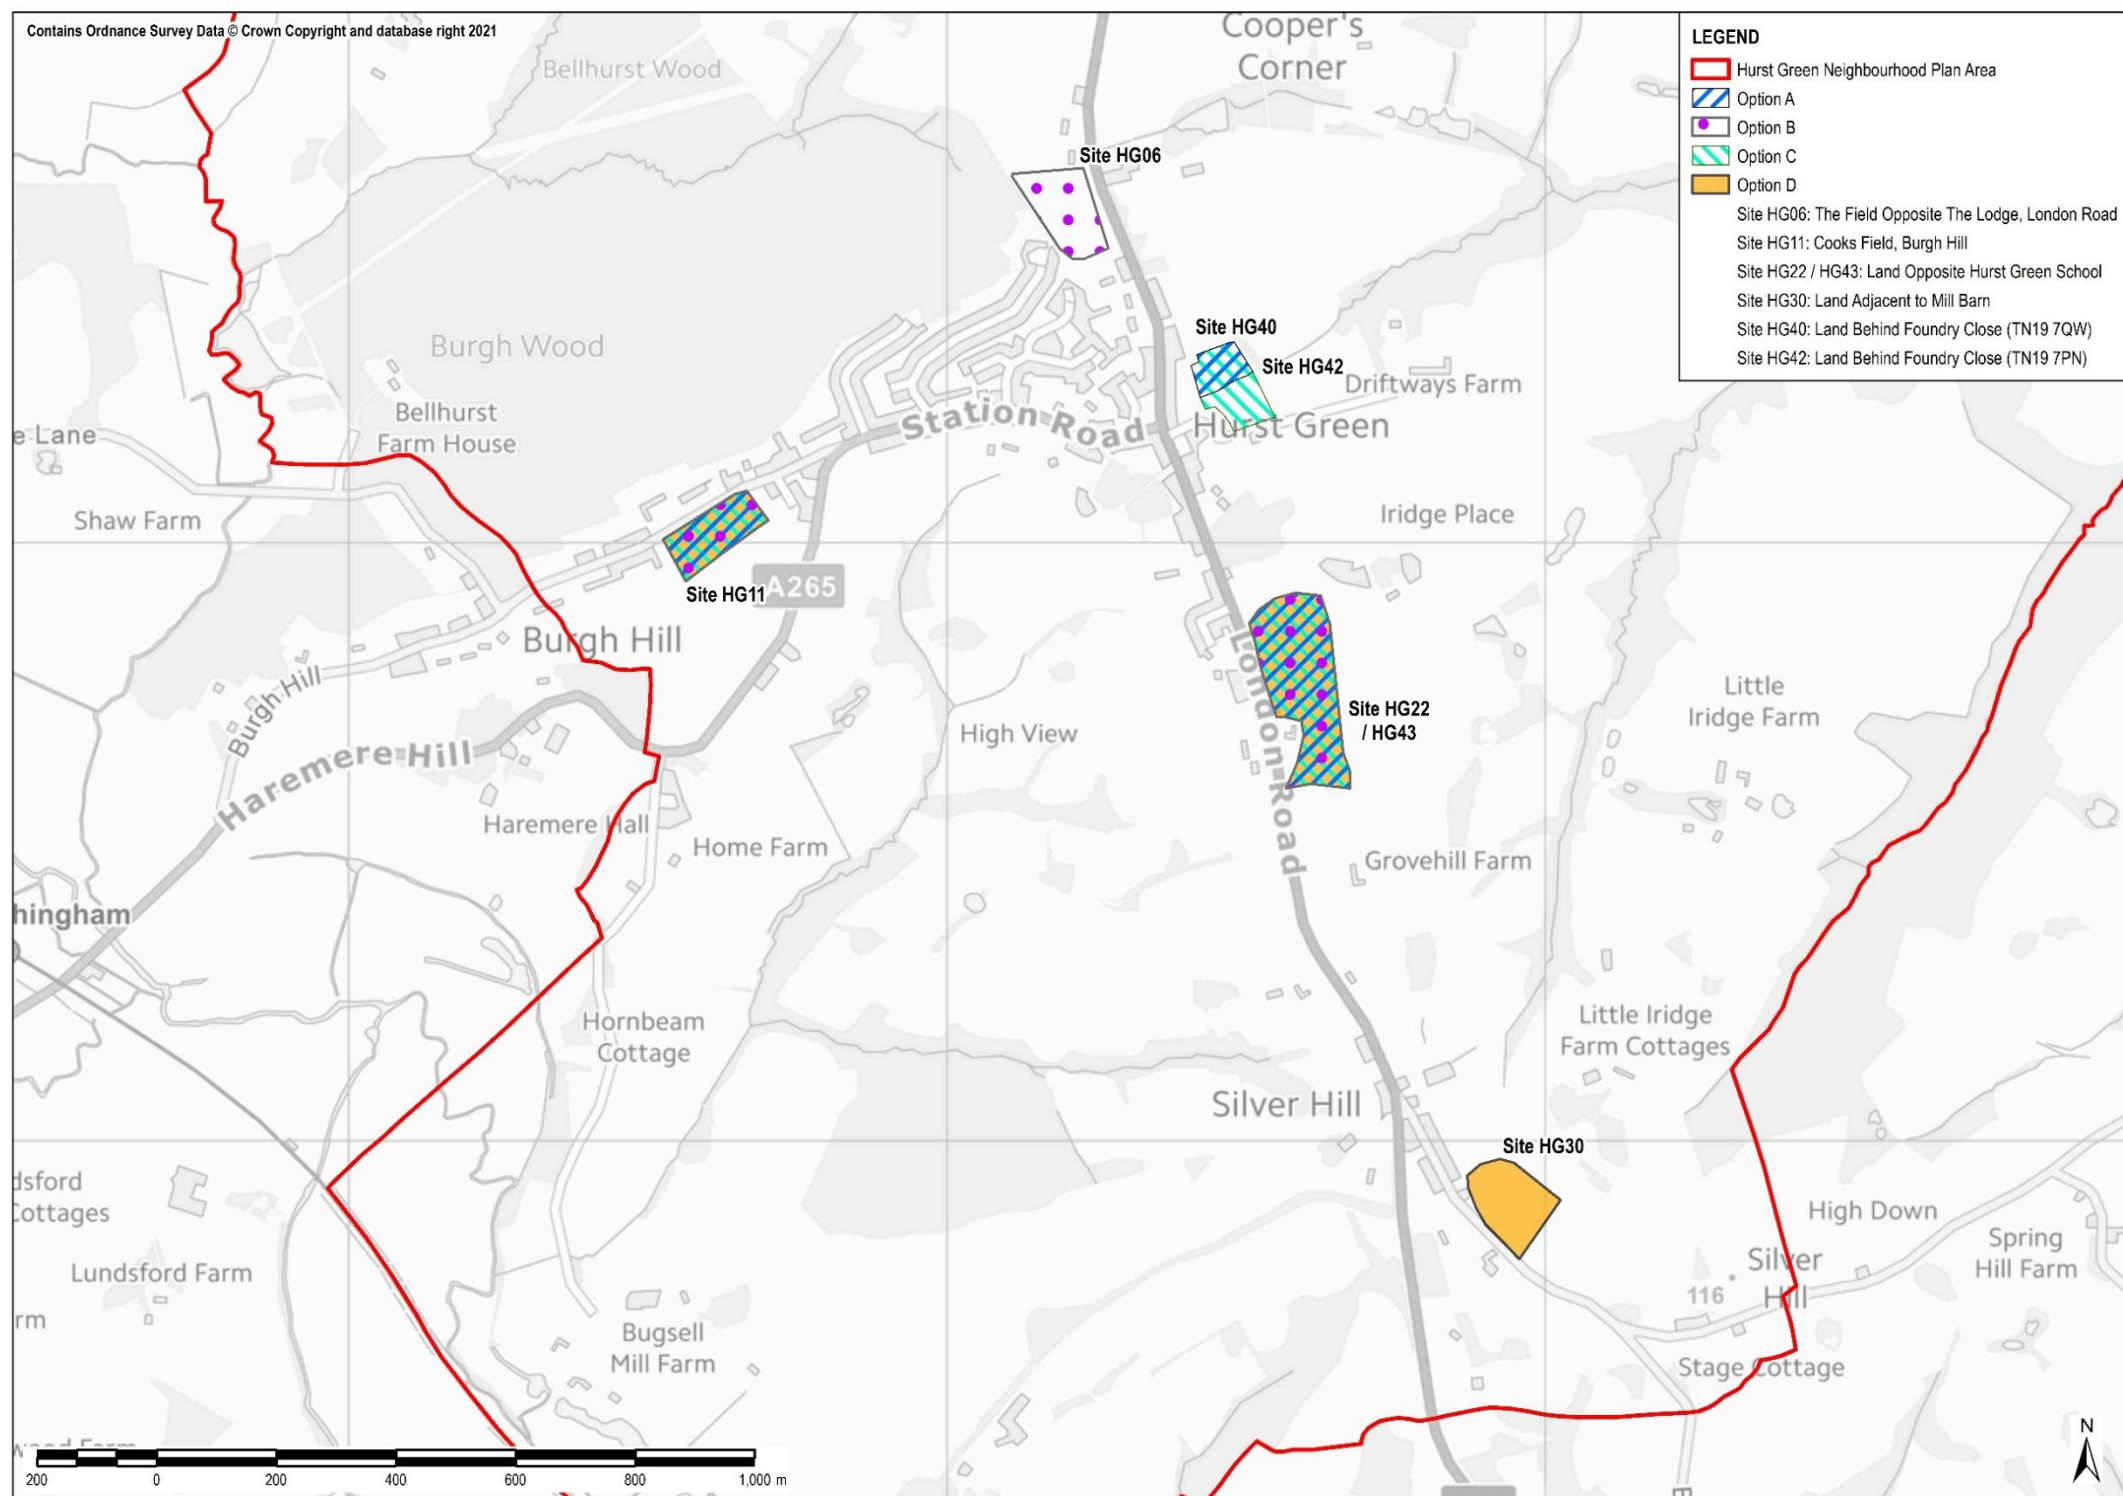 Contains Ordnance Survey Data © Crown Copyright and database right 2021
LEGEND
Hurst Green Neighbourhood Plan Area
Option A
Option B
Option C
Option D
Site HG06: The Field Opposite The Lodge, London Road
Site HG11: Cooks Field, Burgh Hill
Site HG22 / HG43: Land Opposite Hurst Green School
Site HG30: Land Adjacent to Mill Barn
Site HG40: Land Behind Foundry Close (TN19 7QW)
Site HG42: Land Behind Foundry Close (TN19 7PN)
Cooper's
Corner
Bellhurst Wood
Site HG06
Burgh Wood
Site HG40
Site HG42
Driftways Farm
Bellhurst
Farm House
Station Road
Hurst Green
e Lane
Shaw Farm
Iridge Place
Site HG11
A265
Burgh Hill
Burgh Hill
London Road
Little
Iridge Farm
Site HG22
/ HG43
High View
Haremere Hill
Haremere Hall
Home Farm
Grovehill Farm
hingham
Hornbeam
Cottage
Little Iridge
Farm Cottages
Silver Hill
Site HG30
dsford
Cottages
High Down
Spring
Hill Farm
Silver
Hill
116
Lundsford Farm
rm
Bugsell
Mill Farm
Stage Cottage
N
200 0 200 400 600 800 1,000 m